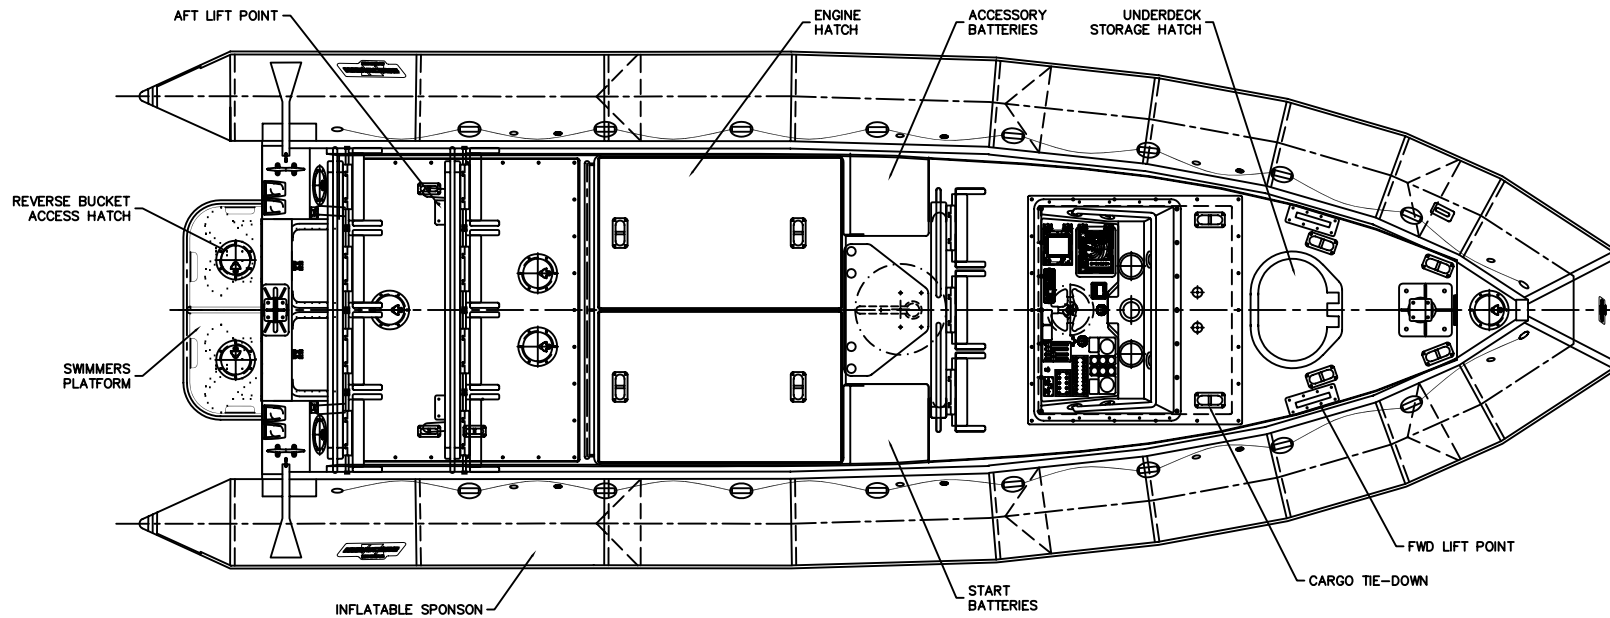 AFT LIFT POINT
ENGINE
HATCH
ACCESSORY
BATTERIES
UNDERDECK
STORAGE HATCH
REVERSE BUCKET
ACCESS HATCH
SWIMMERS
PLATFORM
INFLATABLE SPONSON
START
BATTERIES
FWD LIFT POINT
CARGO TIE-DOWN